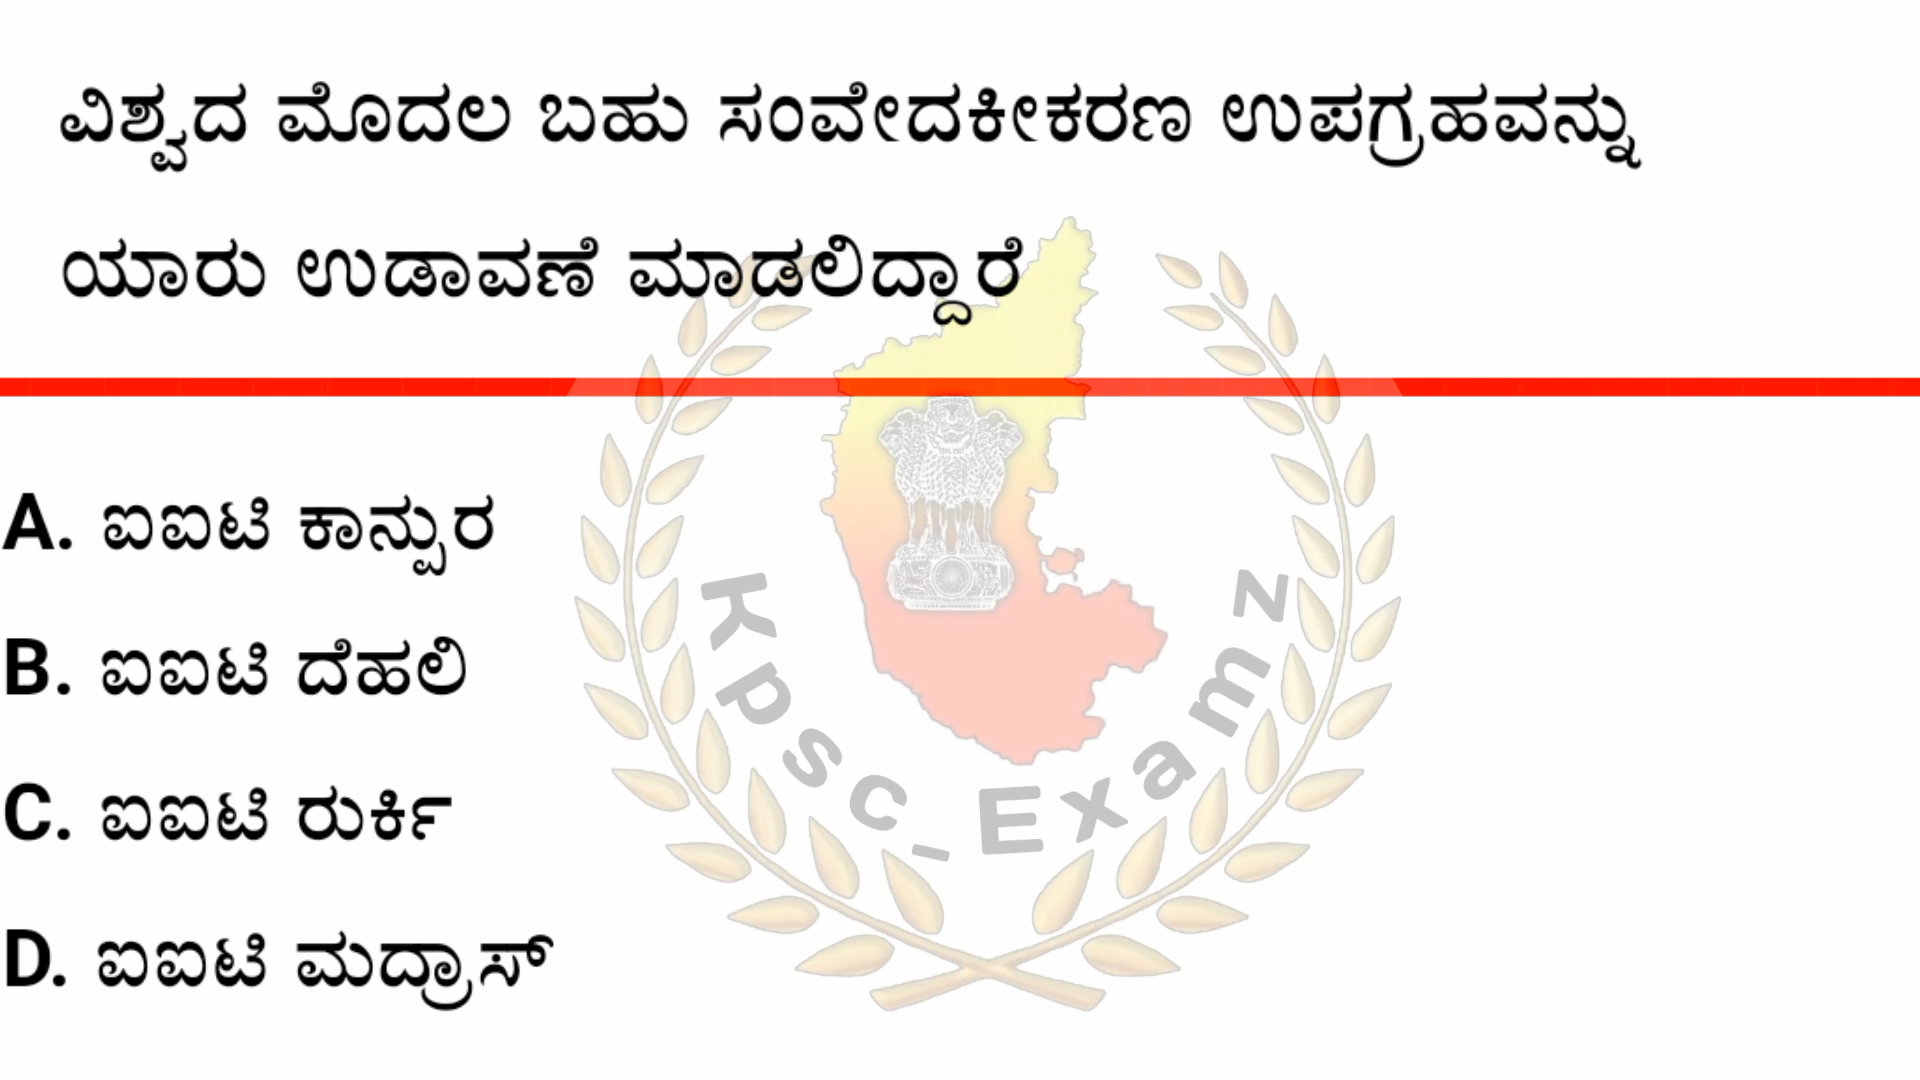 ವಿಶ್ವದ ಮೊದಲ ಬಹು ಸಂವೇದಕೀಕರಣ ಉಪಗ್ರಹವನ್ನು
ಯಾರು ಉಡಾವಣೆ ಮಾಡಲಿದ್ದಾರೆ
A. ಐಐಟಿ ಕಾನ್ಪುರ
B. ಐಐಟಿ ದೆಹಲಿ
C. ಐಐಟಿ ರುರ್ಕಿ
D. ಐಐಟಿ ಮದ್ರಾಸ್
Kpsc_Examz